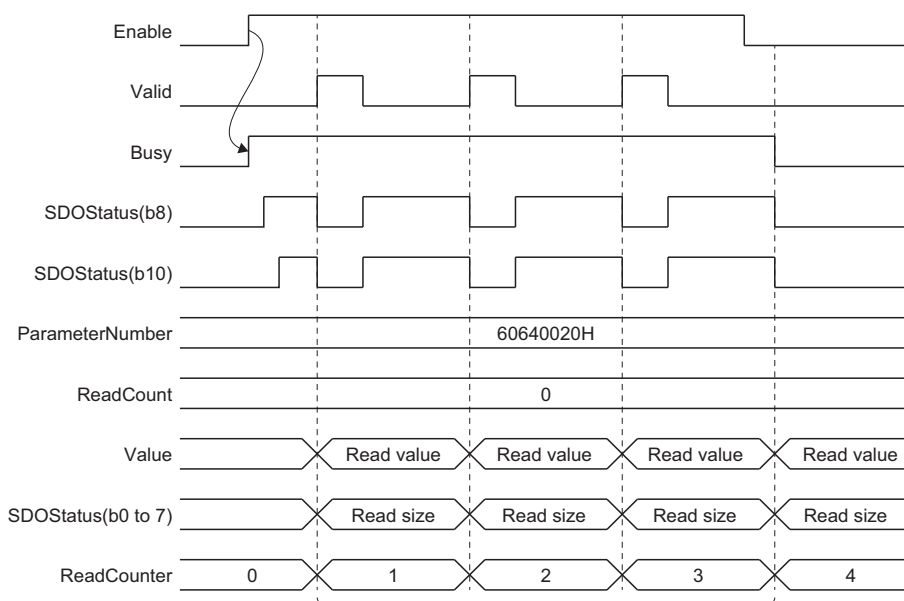 Enable
Valid
Busy
SDOStatus(b8)
SDOStatus(b10)
ParameterNumber 60640020H
ReadCount 0
Value Read value Read value Read value Read value
SDOStatus(b0 to 7) Read size Read size Read size Read size
ReadCounter 0 1 2 3 4